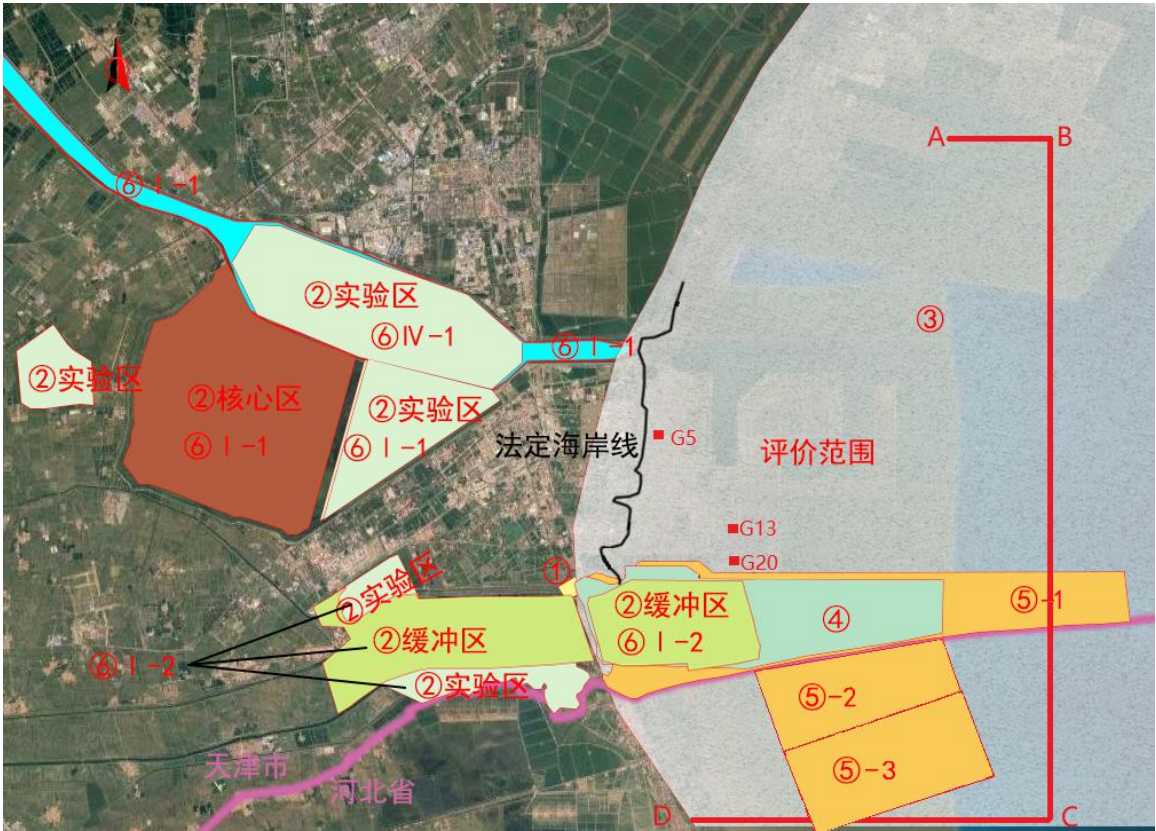 A
B
⑥Ⅰ-1
②实验区
⑥Ⅳ-1
③
⑥Ⅰ-1
②实验区
②核心区
②实验区
⑥Ⅰ-1
⑥Ⅰ-1
法定海岸线
G5
评价范围
G13
G20
①
②实验区
②缓冲区
⑤-1
④
⑥Ⅰ-2
②缓冲区
⑥Ⅰ-2
②实验区
⑤-2
天津市
河北省
⑤-3
D
C